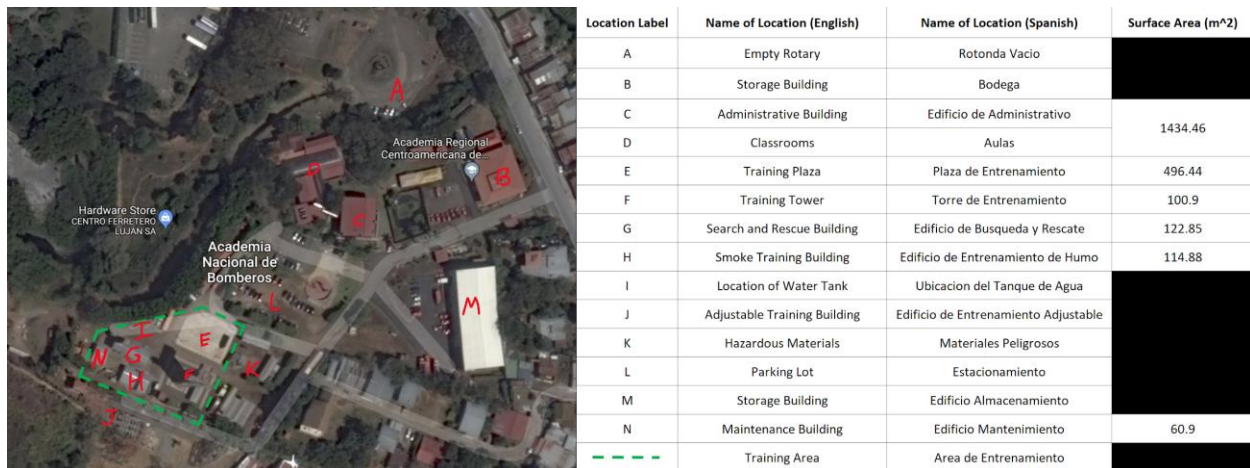 A
Academia Regional
Centroamericana de...
D
B
C
Hardware Store
CENTRO FERRETERO
LUJAN SA
Academia
Nacional de
Bomberos
L
M
I
E
N
G
H
F
K
J
Location Label Name of Location (English) Name of Location (Spanish) Surface Area (m^2)
A Empty Rotary Rotonda Vacio
B Storage Building Bodega
C Administrative Building Edificio de Administrativo
1434.46
D Classrooms Aulas
E Training Plaza Plaza de Entrenamiento 496.44
F Training Tower Torre de Entrenamiento 100.9
G Search and Rescue Building Edificio de Busqueda y Rescate 122.85
H Smoke Training Building Edificio de Entrenamiento de Humo 114.88
I Location of Water Tank Ubicacion del Tanque de Agua
J Adjustable Training Building Edificio de Entrenamiento Adjustable
K Hazardous Materials Materiales Peligrosos
L Parking Lot Estacionamiento
M Storage Building Edificio Almacenamiento
N Maintenance Building Edificio Mantenimiento 60.9
Training Area Area de Entrenamiento